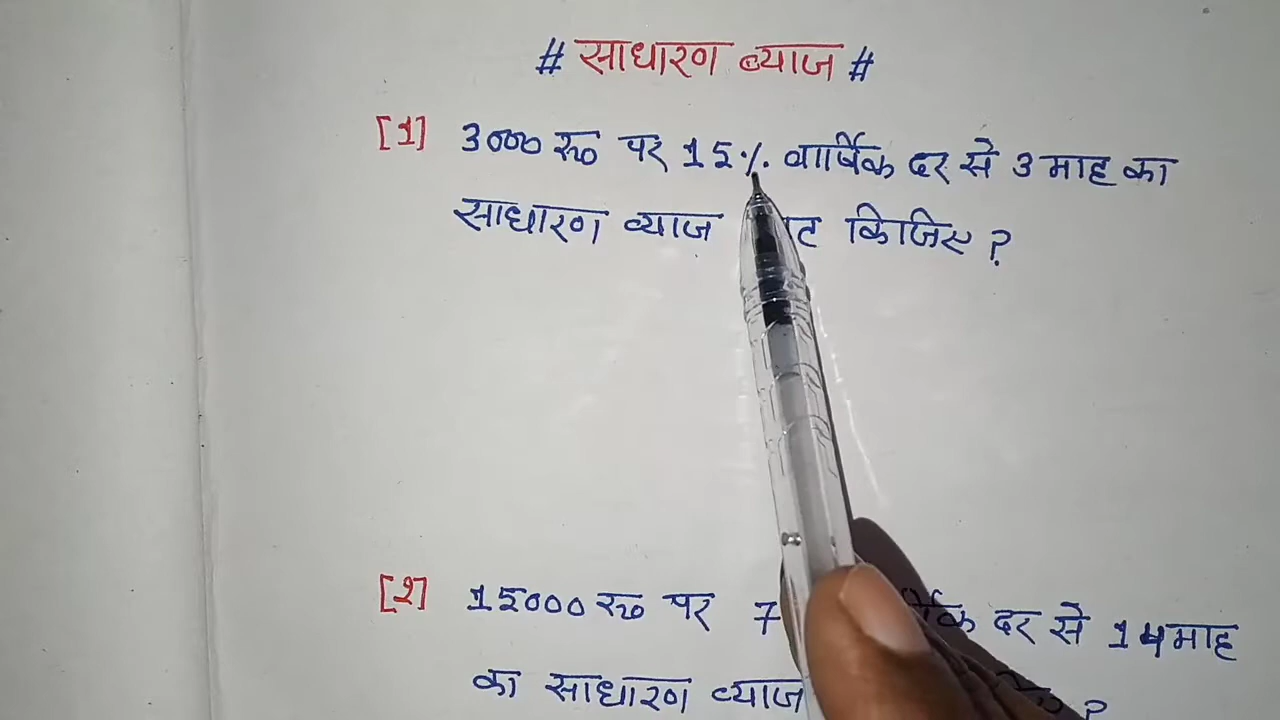 # साधारण ब्याज #
[1] 3000 रु० पर 15% वार्षिक दर से 3 माह का
साधारण ब्याज किजिए ?
[2] 15000 रु० पर 7 दर से 14 माह
का साधारण ब्याज ?